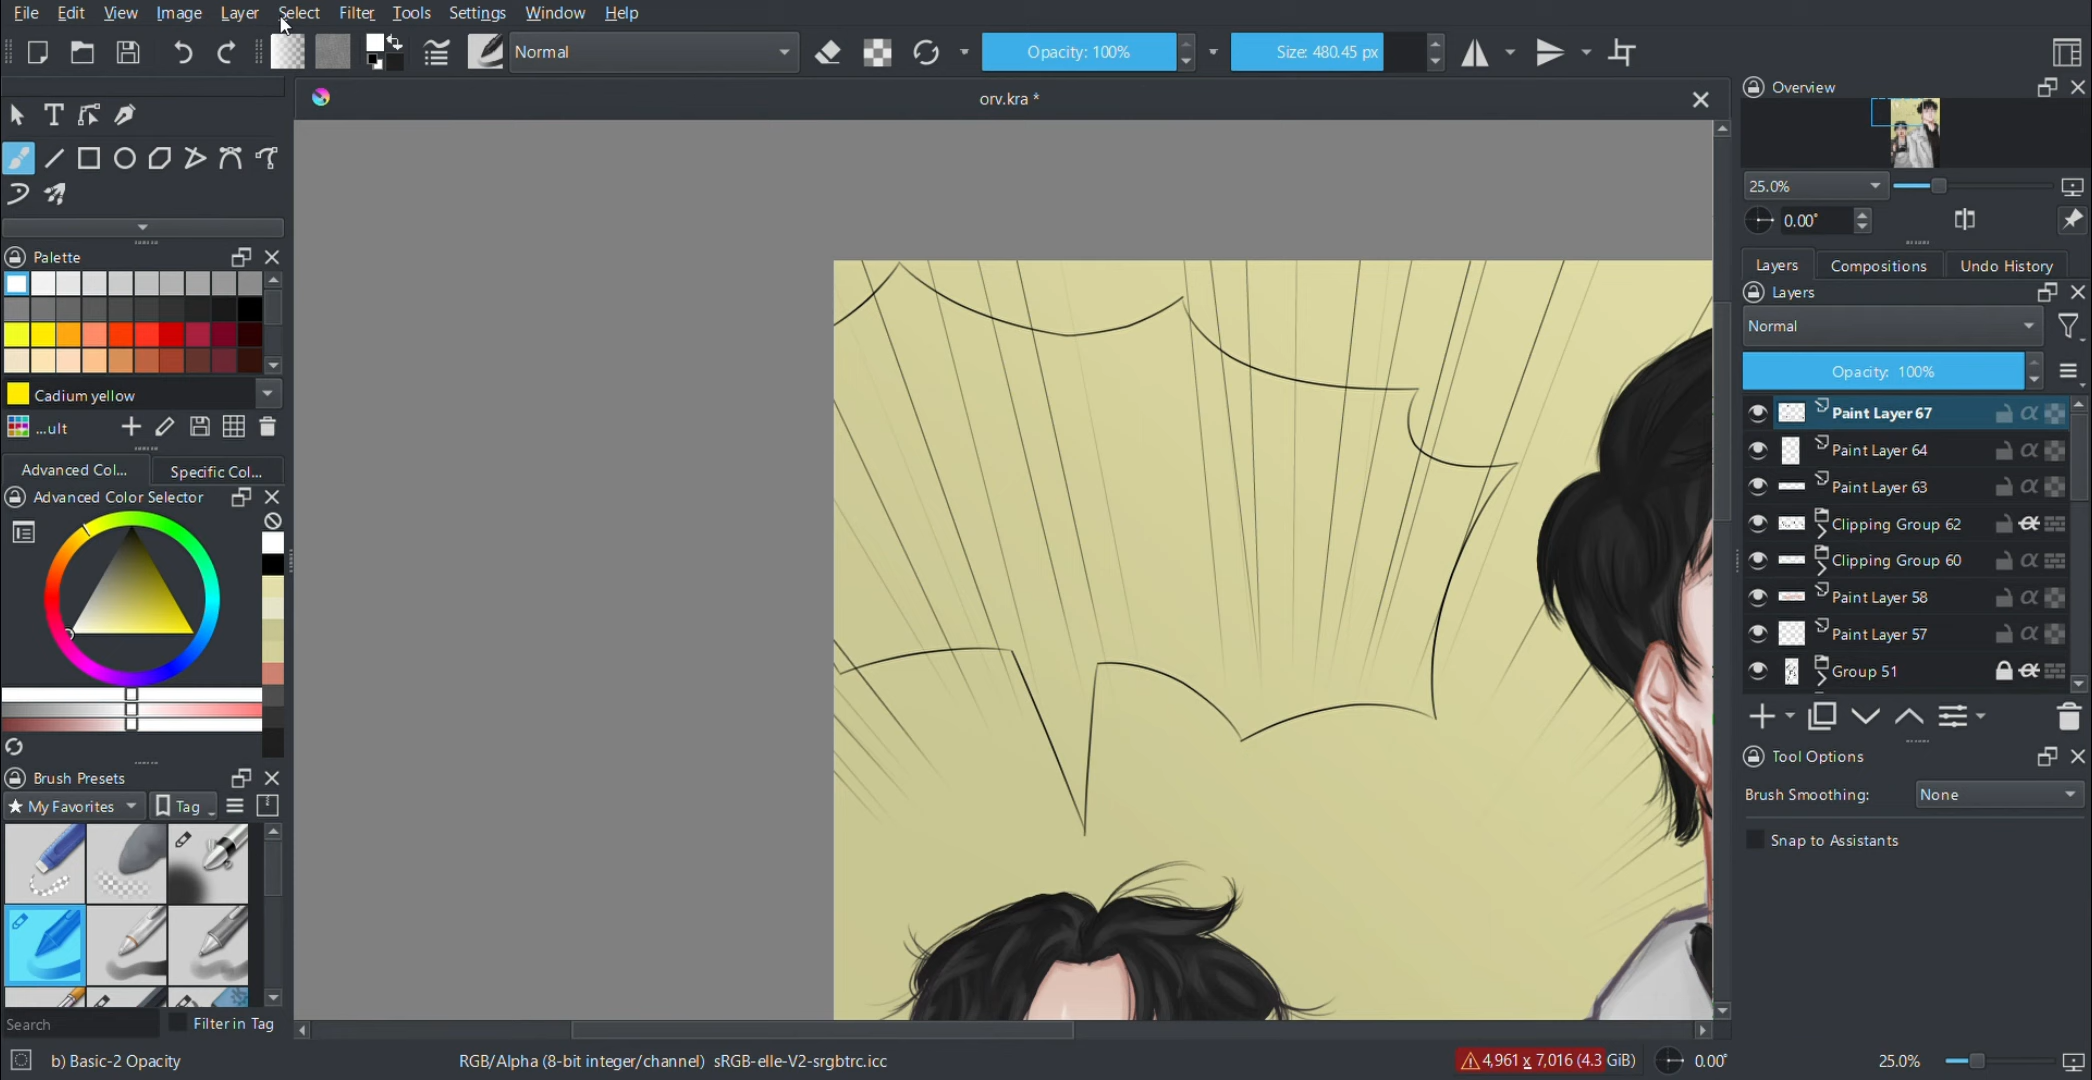 File Edit View Image Layer Select Filter Tools Settings Window Help
Normal Opacity: 100% Size: 480.45 px
orv.kra *
Overview
25.0%
0.00°
Palette
Cadium yellow
...ult
Advanced Col... Specific Col...
Advanced Color Selector
Brush Presets
My Favorites Tag
Search Filter in Tag
Layers Compositions Undo History
Layers
Normal
Opacity: 100%
Paint Layer 67
Paint Layer 64
Paint Layer 63
Clipping Group 62
Clipping Group 60
Paint Layer 58
Paint Layer 57
Group 51
Tool Options
Brush Smoothing: None
Snap to Assistants
b) Basic-2 Opacity RGB/Alpha (8-bit integer/channel) sRGB-elle-V2-srgbtrc.icc 4,961 x 7,016 (4.3 GiB) 0.00° 25.0%